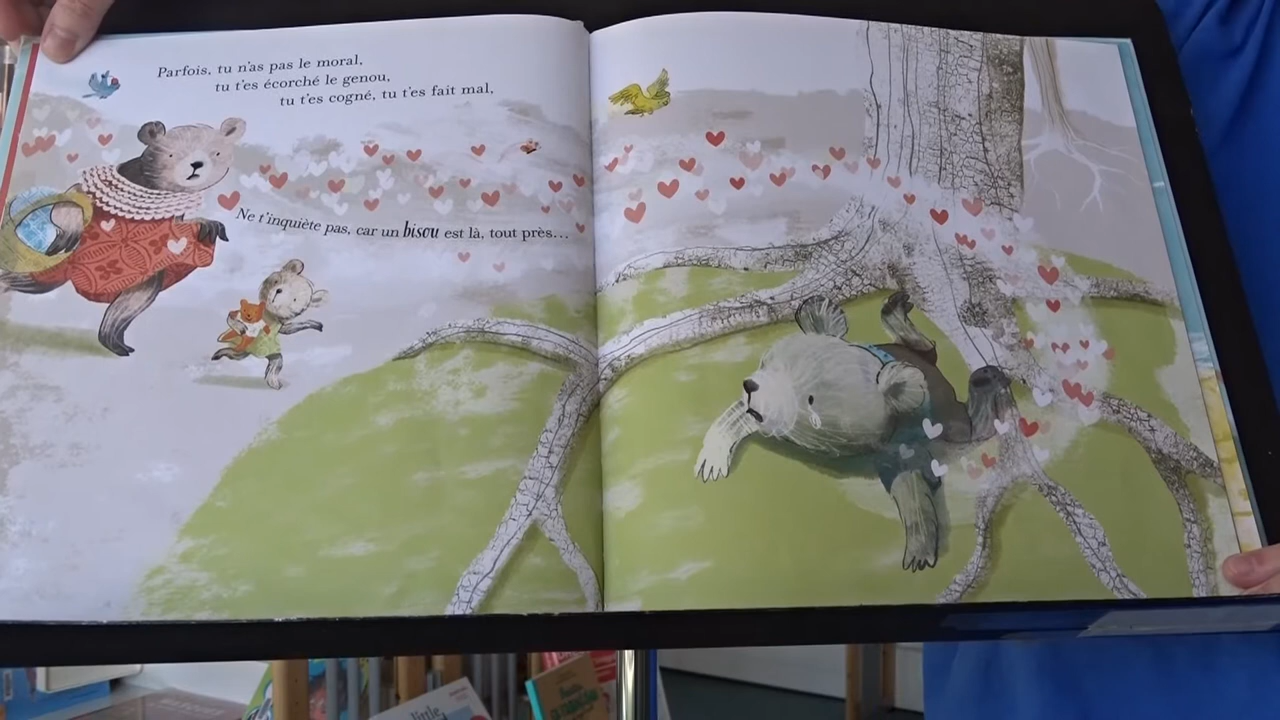 Parfois, tu n'as pas le moral,
tu t'es écorché le genou,
tu t'es cogné, tu t'es fait mal,
Ne t'inquiète pas, car un bisou est là, tout près...
little